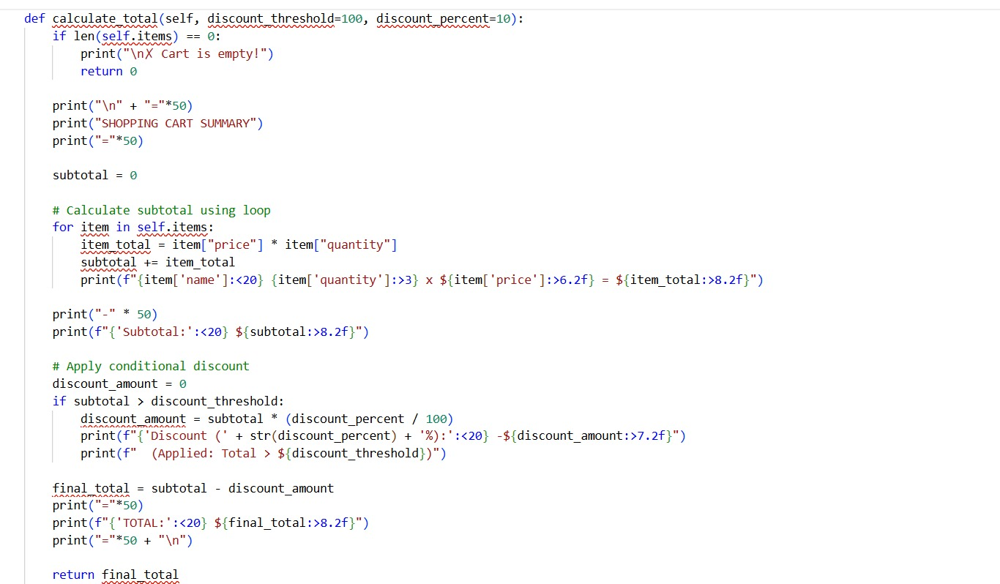 def calculate_total(self, discount_threshold=100, discount_percent=10):
    if len(self.items) == 0:
        print("\n✗ Cart is empty!")
        return 0

    print("\n" + "="*50)
    print("SHOPPING CART SUMMARY")
    print("="*50)

    subtotal = 0

    # Calculate subtotal using loop
    for item in self.items:
        item_total = item["price"] * item["quantity"]
        subtotal += item_total
        print(f"{item['name']:<20} {item['quantity']:>3} x ${item['price']:>6.2f} = ${item_total:>8.2f}")

    print("-" * 50)
    print(f"{'Subtotal:':<20} ${subtotal:>8.2f}")

    # Apply conditional discount
    discount_amount = 0
    if subtotal > discount_threshold:
        discount_amount = subtotal * (discount_percent / 100)
        print(f"{'Discount (' + str(discount_percent) + '%):':<20} -${discount_amount:>7.2f}")
        print(f"  (Applied: Total > ${discount_threshold})")

    final_total = subtotal - discount_amount
    print("="*50)
    print(f"{'TOTAL:':<20} ${final_total:>8.2f}")
    print("="*50 + "\n")

    return final_total